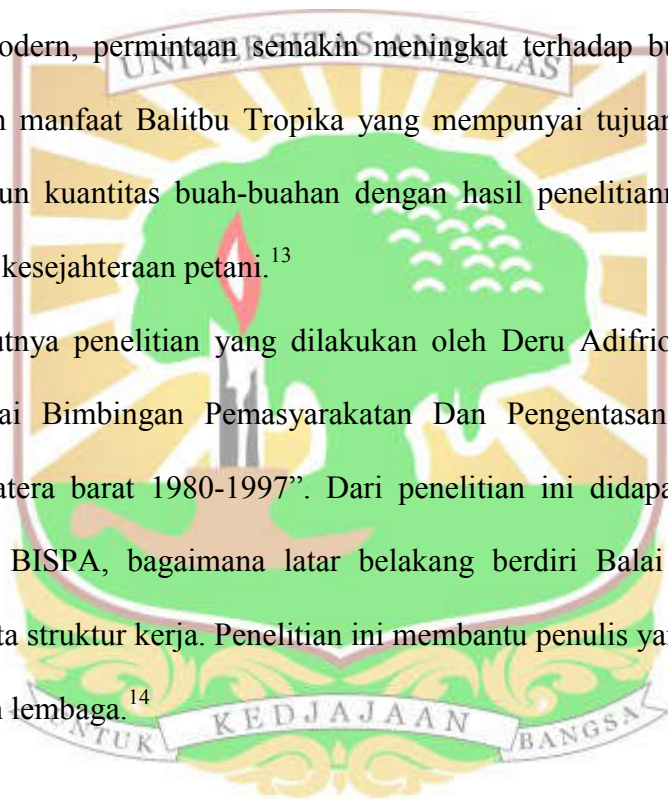 odern, permintaan semakin meningkat terhadap bu
UNIVERSITAS ANDALAS
n manfaat Balitbu Tropika yang mempunyai tujuan
un kuantitas buah-buahan dengan hasil penelitiann
kesejahteraan petani.13
utnya penelitian yang dilakukan oleh Deru Adifrio
ai Bimbingan Pemasyarakatan Dan Pengentasan
atera barat 1980-1997”. Dari penelitian ini didapa
BISPA, bagaimana latar belakang berdiri Balai
ta struktur kerja. Penelitian ini membantu penulis yan
n lembaga.14
UNTUK KEDJAJAAN BANGSA